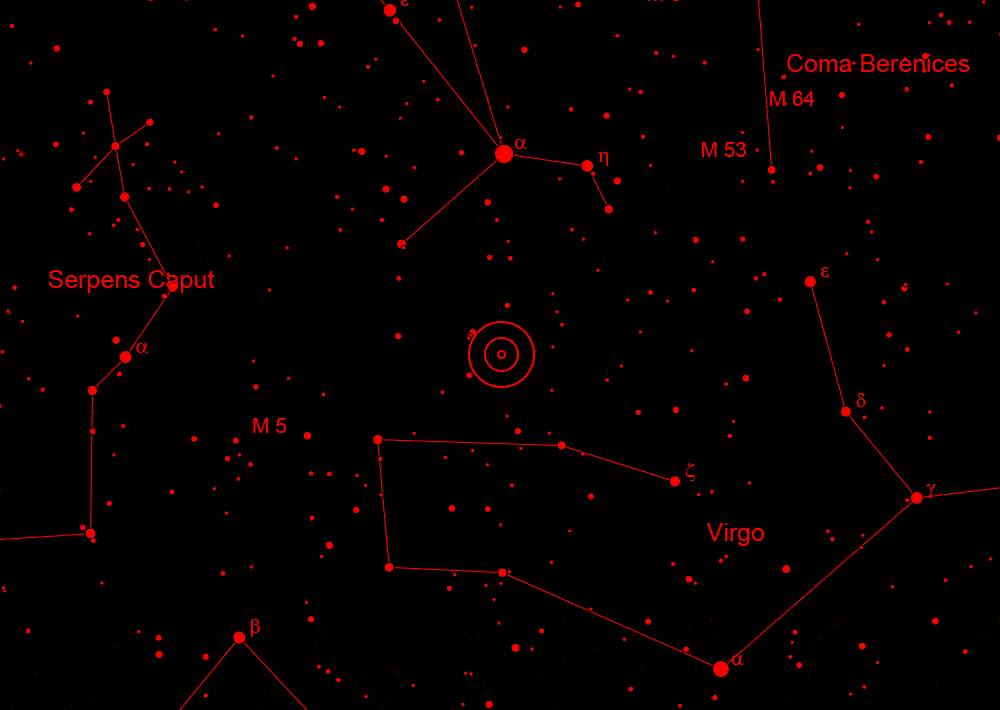 ε
Coma Berenices
M 64
α
η
M 53
ε
Serpens Caput
α
δ
M 5
ζ
γ
Virgo
β
α